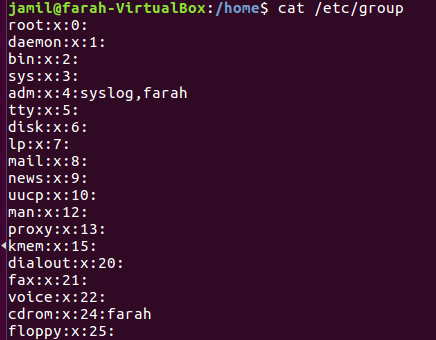 jamil@farah-VirtualBox:/home$ cat /etc/group
root:x:0:
daemon:x:1:
bin:x:2:
sys:x:3:
adm:x:4:syslog,farah
tty:x:5:
disk:x:6:
lp:x:7:
mail:x:8:
news:x:9:
uucp:x:10:
man:x:12:
proxy:x:13:
kmem:x:15:
dialout:x:20:
fax:x:21:
voice:x:22:
cdrom:x:24:farah
floppy:x:25: